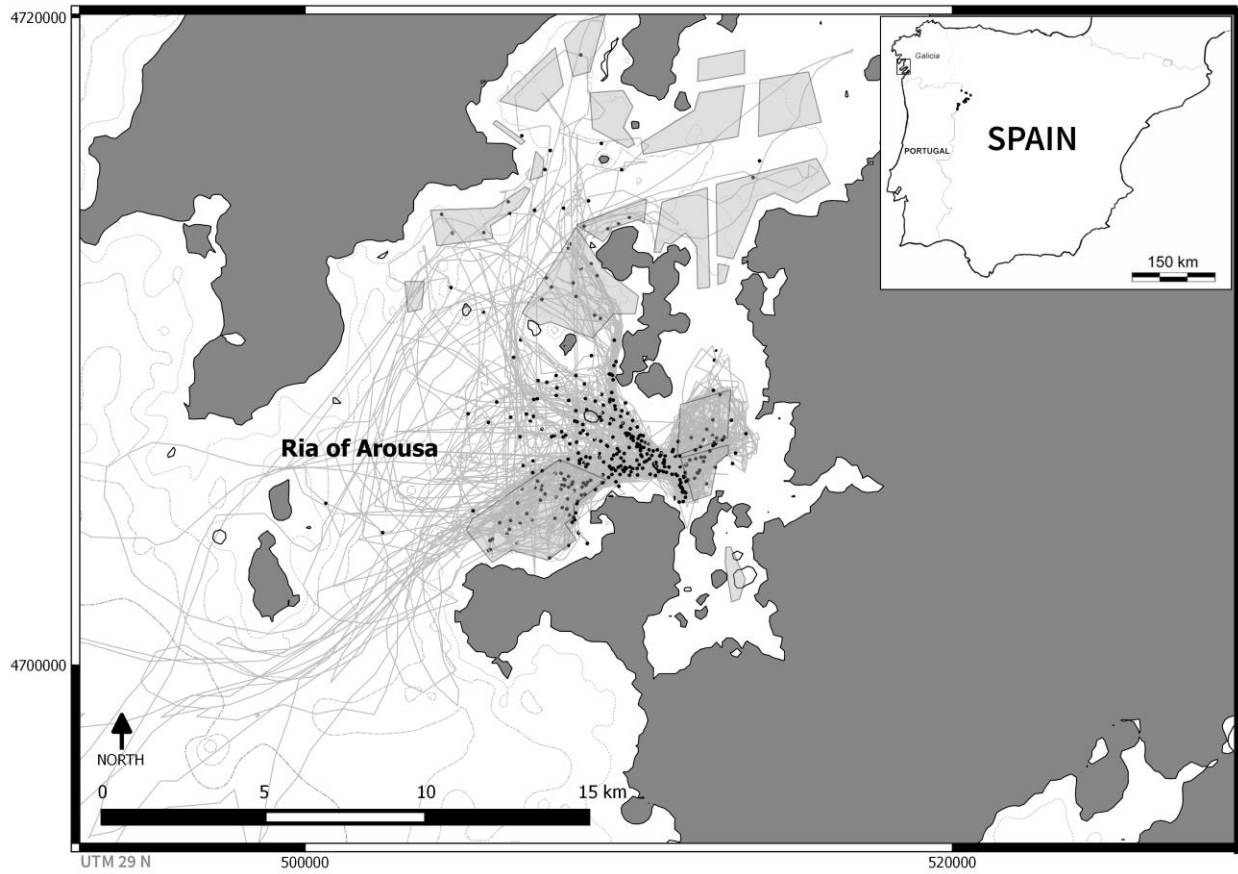 4720000
Galicia
SPAIN
PORTUGAL
150 km
Ria of Arousa
4700000
NORTH
0 5 10 15 km
UTM 29 N
500000 520000